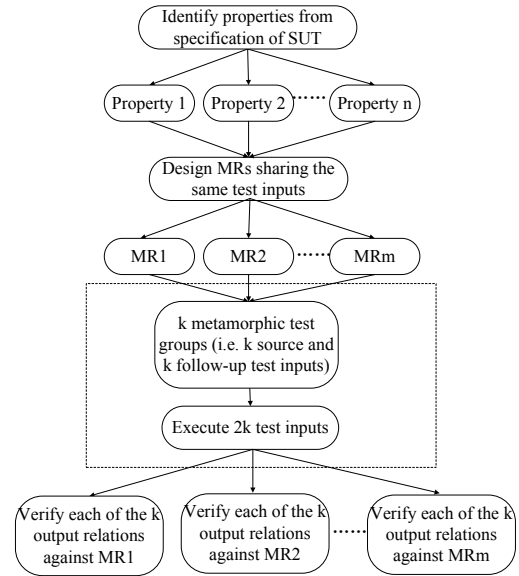 Identify properties from
specification of SUT
Property 1
Property 2
......
Property n
Design MRs sharing the
same test inputs
MR1
MR2
......
MRm
k metamorphic test
groups (i.e. k source and
k follow-up test inputs)
Execute 2k test inputs
Verify each of the k
output relations
against MR1
Verify each of the k
output relations
against MR2
......
Verify each of the k
output relations
against MRm